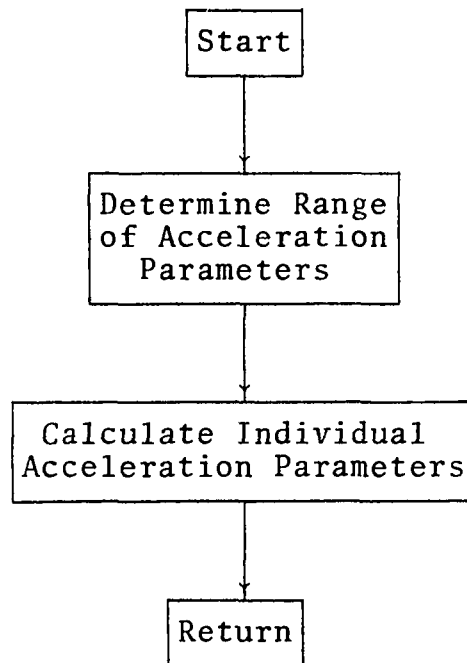 Start
Determine Range
of Acceleration
Parameters
Calculate Individual
Acceleration Parameters
Return